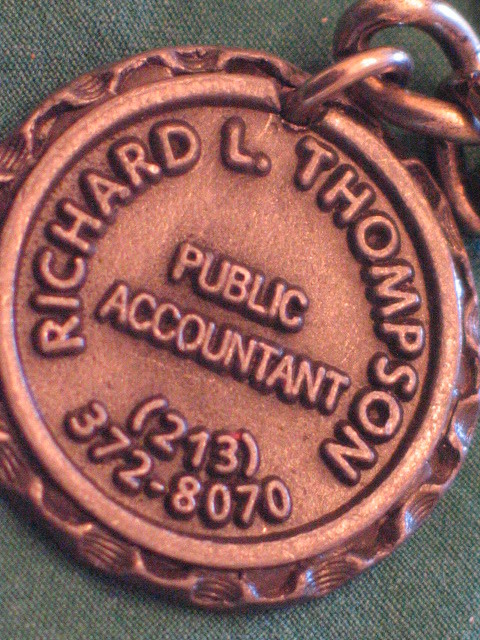 RICHARD L. THOMPSON
PUBLIC
ACCOUNTANT
(213)
372-8070